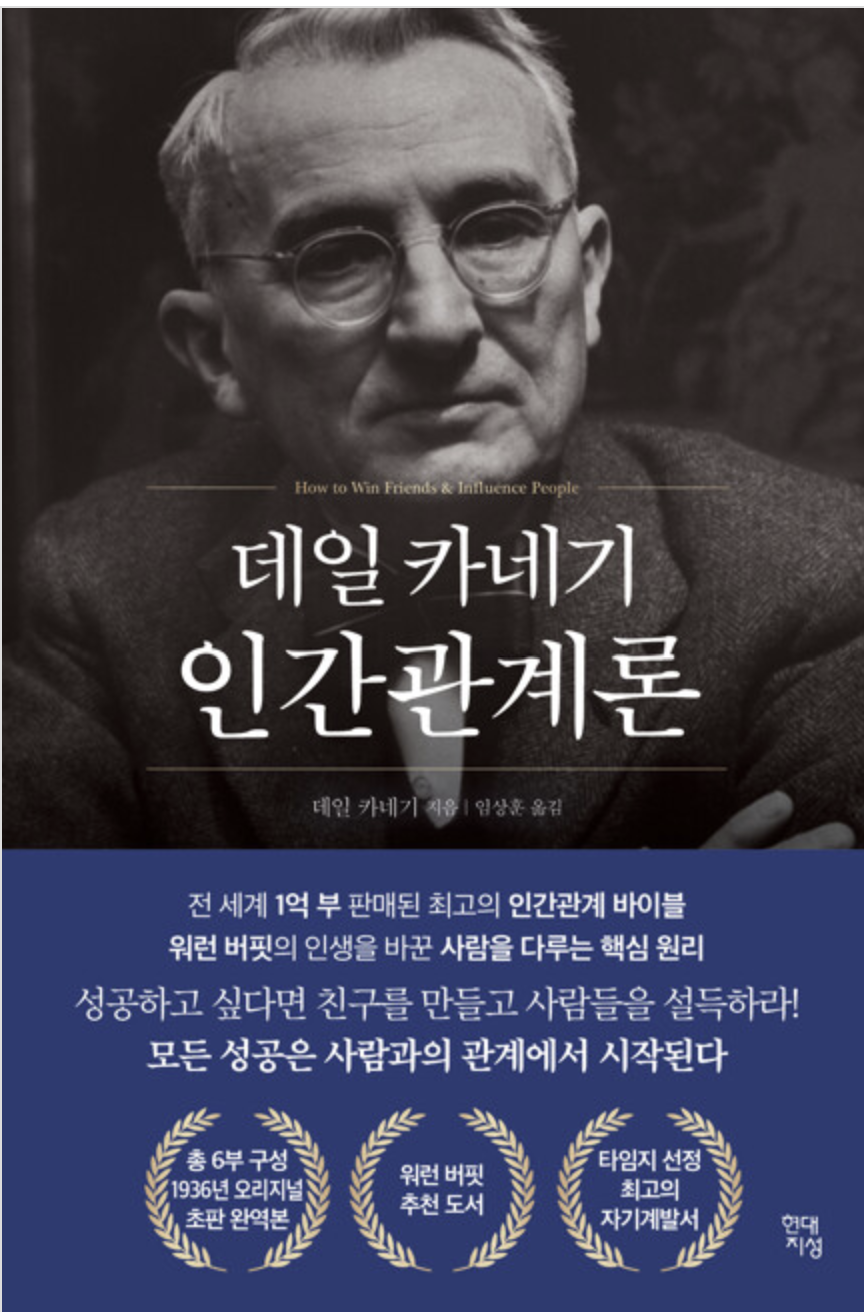 How to Win Friends & Influence People
데일 카네기
인간관계론
데일 카네기 지음 | 임상훈 옮김
전 세계 1억 부 판매된 최고의 인간관계 바이블
워런 버핏의 인생을 바꾼 사람을 다루는 핵심 원리
성공하고 싶다면 친구를 만들고 사람들을 설득하라!
모든 성공은 사람과의 관계에서 시작된다
총 6부 구성
1936년 오리지널
초판 완역본
워런 버핏
추천 도서
타임지 선정
최고의
자기계발서
현대
지성